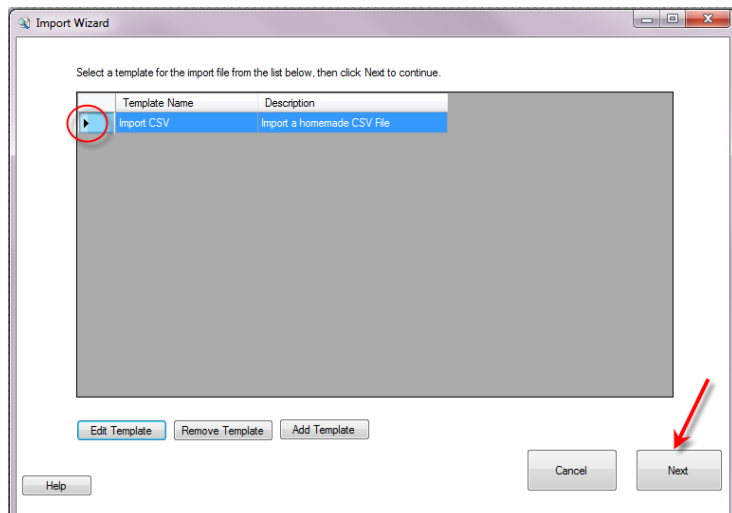 Import Wizard
Select a template for the import file from the list below, then click Next to continue.
Template Name Description
Import CSV Import a homemade CSV File
Edit Template Remove Template Add Template
Cancel Next
Help